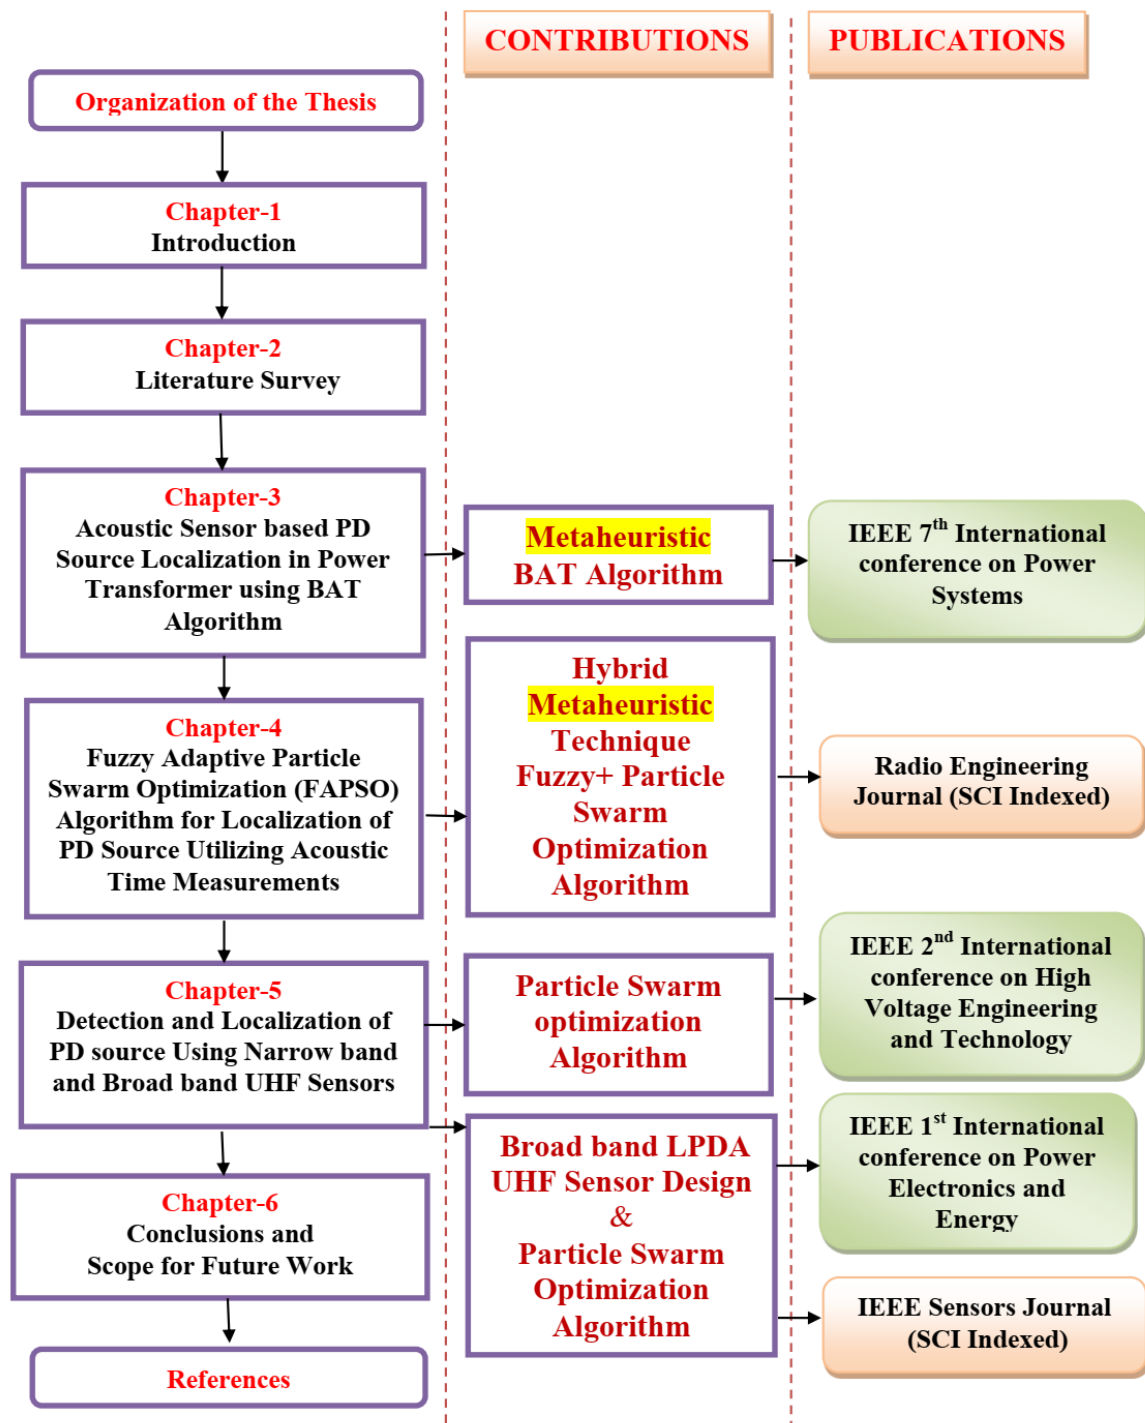 CONTRIBUTIONS
PUBLICATIONS
Organization of the Thesis
Chapter-1
Introduction
Chapter-2
Literature Survey
Chapter-3
Acoustic Sensor based PD
Source Localization in Power
Transformer using BAT
Algorithm
Metaheuristic
BAT Algorithm
IEEE 7th International
conference on Power
Systems
Chapter-4
Fuzzy Adaptive Particle
Swarm Optimization (FAPSO)
Algorithm for Localization of
PD Source Utilizing Acoustic
Time Measurements
Hybrid
Metaheuristic
Technique
Fuzzy+ Particle
Swarm
Optimization
Algorithm
Radio Engineering
Journal (SCI Indexed)
Chapter-5
Detection and Localization of
PD source Using Narrow band
and Broad band UHF Sensors
Particle Swarm
optimization
Algorithm
IEEE 2nd International
conference on High
Voltage Engineering
and Technology
Broad band LPDA
UHF Sensor Design
&
Particle Swarm
Optimization
Algorithm
IEEE 1st International
conference on Power
Electronics and
Energy
IEEE Sensors Journal
(SCI Indexed)
Chapter-6
Conclusions and
Scope for Future Work
References